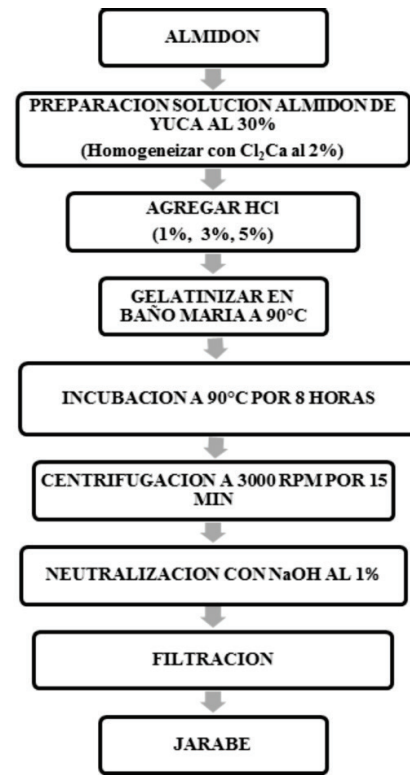 ALMIDON
PREPARACION SOLUCION ALMIDON DE
YUCA AL 30%
(Homogeneizar con Cl₂Ca al 2%)
AGREGAR HCl
(1%, 3%, 5%)
GELATINIZAR EN
BAÑO MARIA A 90°C
INCUBACION A 90°C POR 8 HORAS
CENTRIFUGACION A 3000 RPM POR 15
MIN
NEUTRALIZACION CON NaOH AL 1%
FILTRACION
JARABE